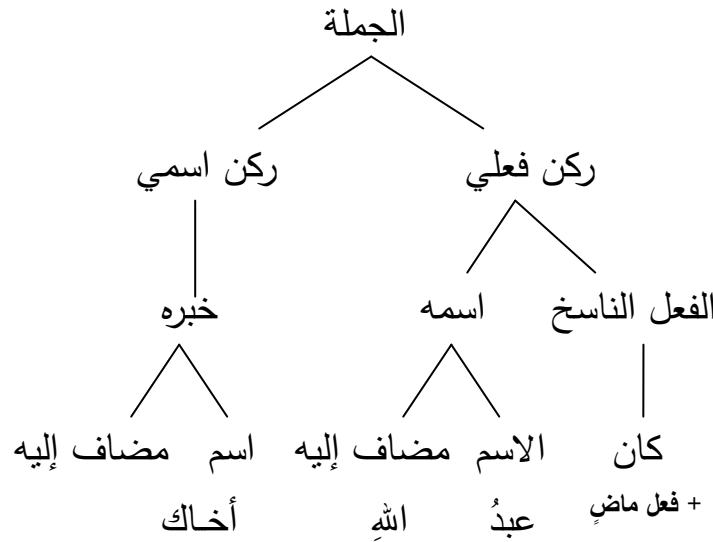 الجملة
ركن فعلي ركن اسمي
الفعل الناسخ اسمه خبره
كان الاسم مضاف إليه اسم مضاف إليه
+ فعل ماضٍ عبدُ اللهِ أخـاك